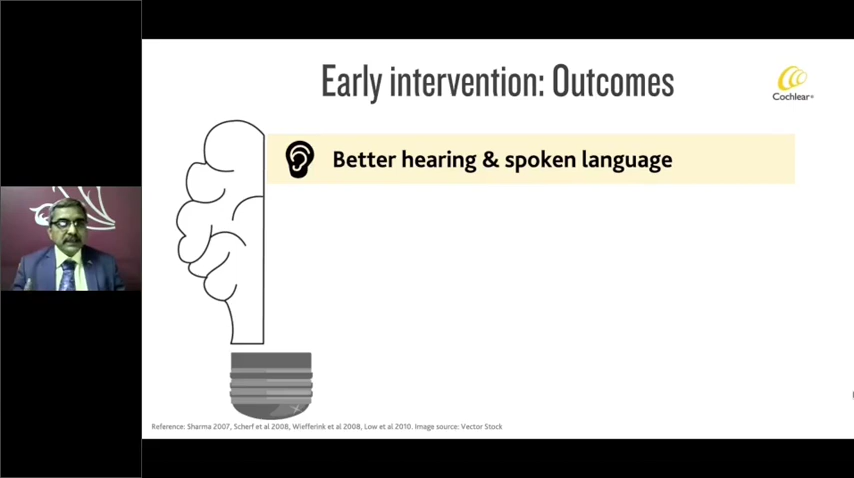 Early intervention: Outcomes
Cochlear®
Better hearing & spoken language
Reference: Sharma 2007, Scherf et al 2008, Wiefferink et al 2008, Low et al 2010. Image source: Vector Stock